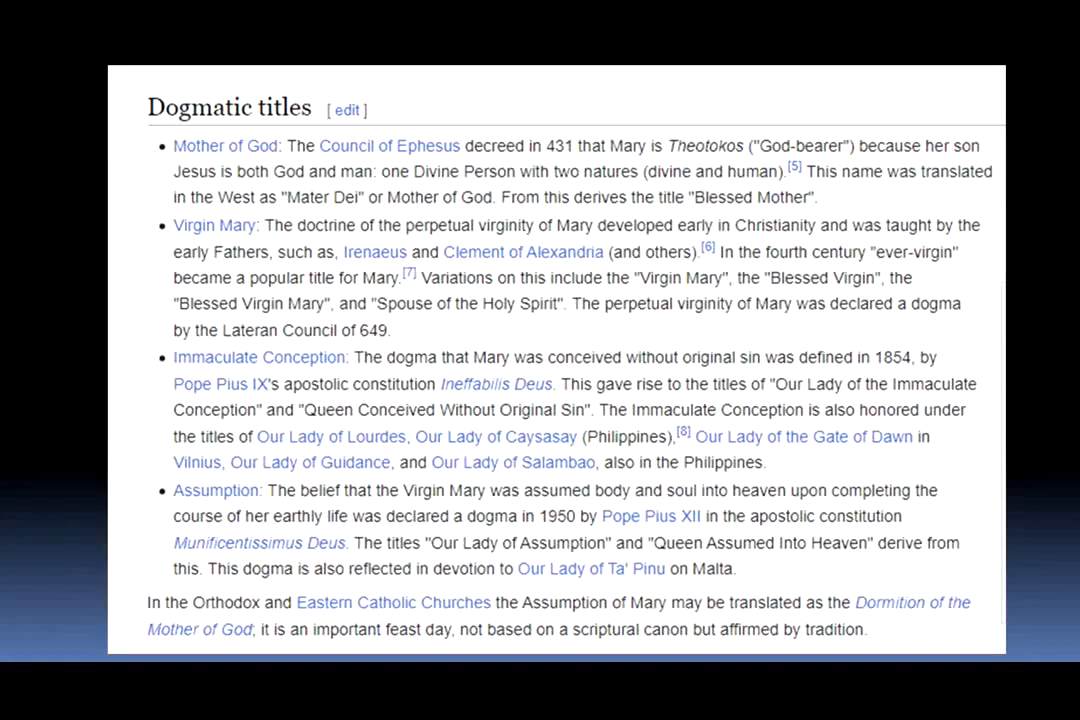 Dogmatic titles [ edit ]
• Mother of God: The Council of Ephesus decreed in 431 that Mary is Theotokos ("God-bearer") because her son
Jesus is both God and man: one Divine Person with two natures (divine and human).[5] This name was translated
in the West as "Mater Dei" or Mother of God. From this derives the title "Blessed Mother".
• Virgin Mary: The doctrine of the perpetual virginity of Mary developed early in Christianity and was taught by the
early Fathers, such as, Irenaeus and Clement of Alexandria (and others).[6] In the fourth century "ever-virgin"
became a popular title for Mary.[7] Variations on this include the "Virgin Mary", the "Blessed Virgin", the
"Blessed Virgin Mary", and "Spouse of the Holy Spirit". The perpetual virginity of Mary was declared a dogma
by the Lateran Council of 649.
• Immaculate Conception: The dogma that Mary was conceived without original sin was defined in 1854, by
Pope Pius IX's apostolic constitution Ineffabilis Deus. This gave rise to the titles of "Our Lady of the Immaculate
Conception" and "Queen Conceived Without Original Sin". The Immaculate Conception is also honored under
the titles of Our Lady of Lourdes, Our Lady of Caysasay (Philippines),[8] Our Lady of the Gate of Dawn in
Vilnius, Our Lady of Guidance, and Our Lady of Salambao, also in the Philippines.
• Assumption: The belief that the Virgin Mary was assumed body and soul into heaven upon completing the
course of her earthly life was declared a dogma in 1950 by Pope Pius XII in the apostolic constitution
Munificentissimus Deus. The titles "Our Lady of Assumption" and "Queen Assumed Into Heaven" derive from
this. This dogma is also reflected in devotion to Our Lady of Ta' Pinu on Malta.
In the Orthodox and Eastern Catholic Churches the Assumption of Mary may be translated as the Dormition of the
Mother of God; it is an important feast day, not based on a scriptural canon but affirmed by tradition.